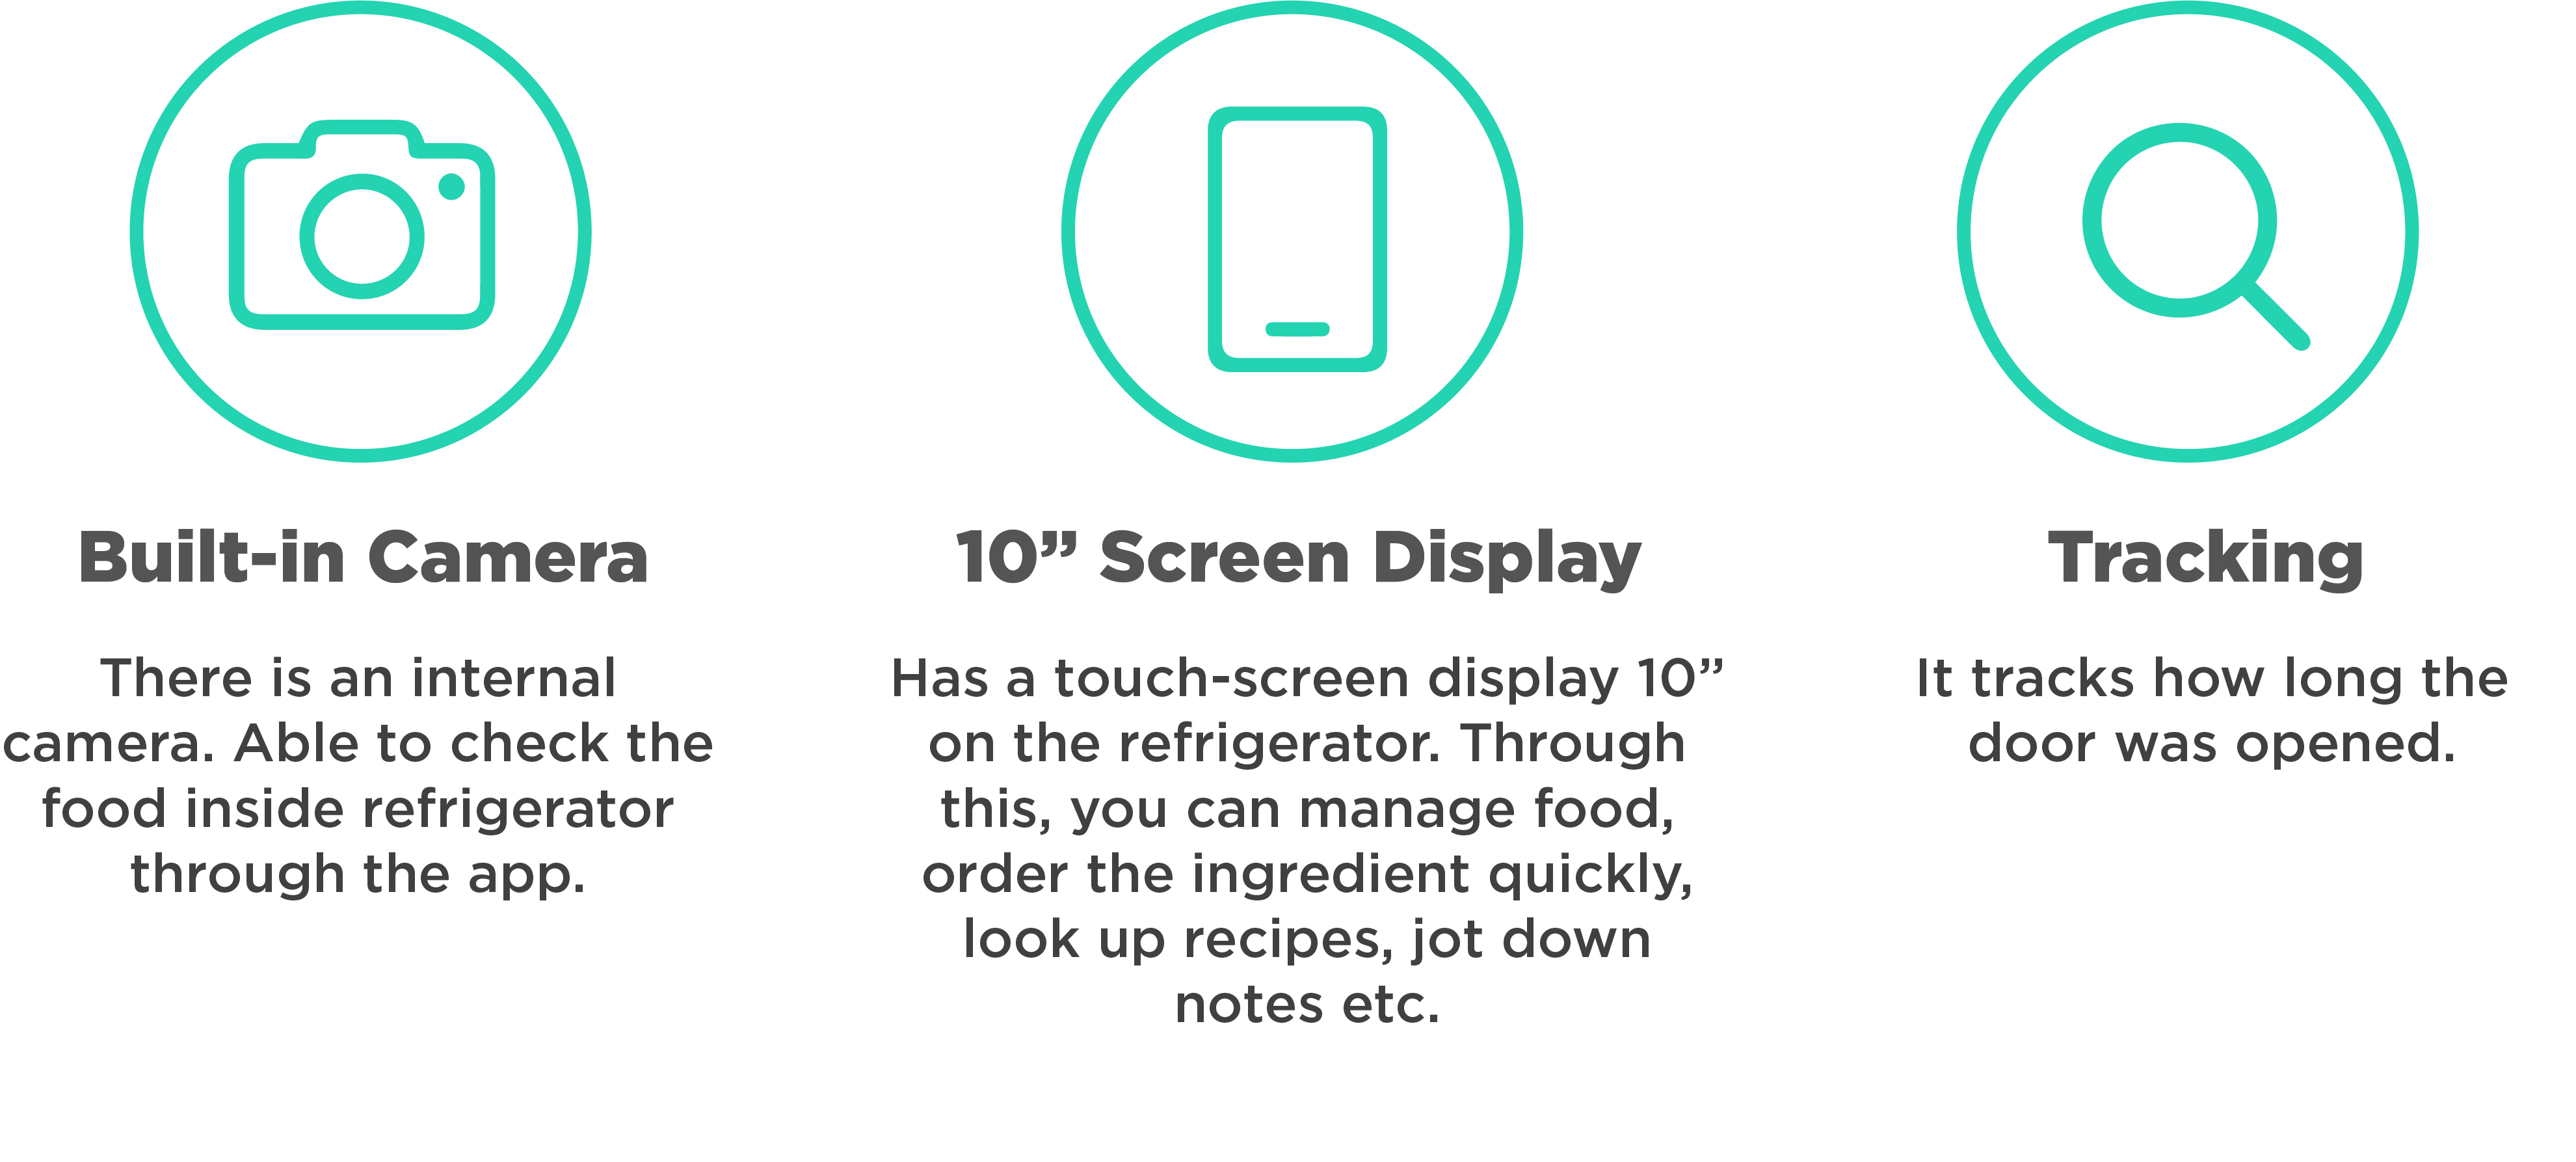 Built-in Camera
There is an internal
camera. Able to check the
food inside refrigerator
through the app.
10” Screen Display
Has a touch-screen display 10”
on the refrigerator. Through
this, you can manage food,
order the ingredient quickly,
look up recipes, jot down
notes etc.
Tracking
It tracks how long the
door was opened.